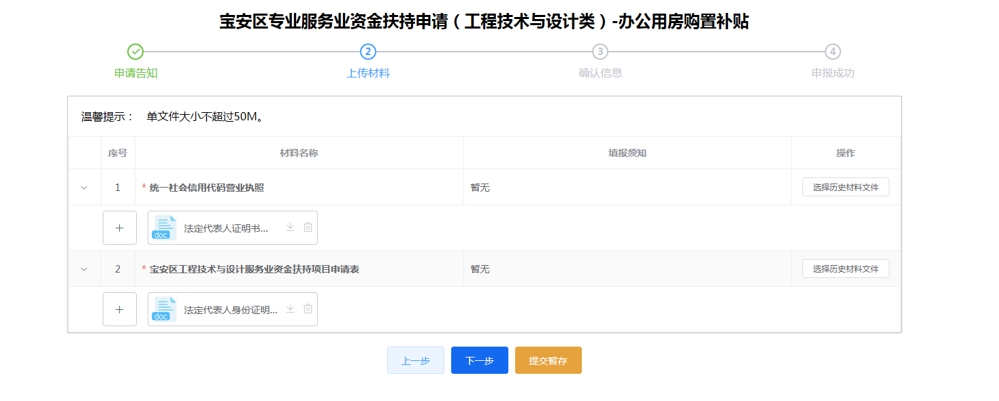 宝安区专业服务业资金扶持申请（工程技术与设计类）-办公用房购置补贴
2 3 4
申请告知 上传材料 确认信息 申报成功
温馨提示： 单文件大小不超过50M。
序号 材料名称 填报须知 操作
1 * 统一社会信用代码营业执照 暂无 选择历史材料文件
+ doc 法定代表人证明书...
2 * 宝安区工程技术与设计服务业资金扶持项目申请表 暂无 选择历史材料文件
+ doc 法定代表人身份证明...
上一步 下一步 提交暂存